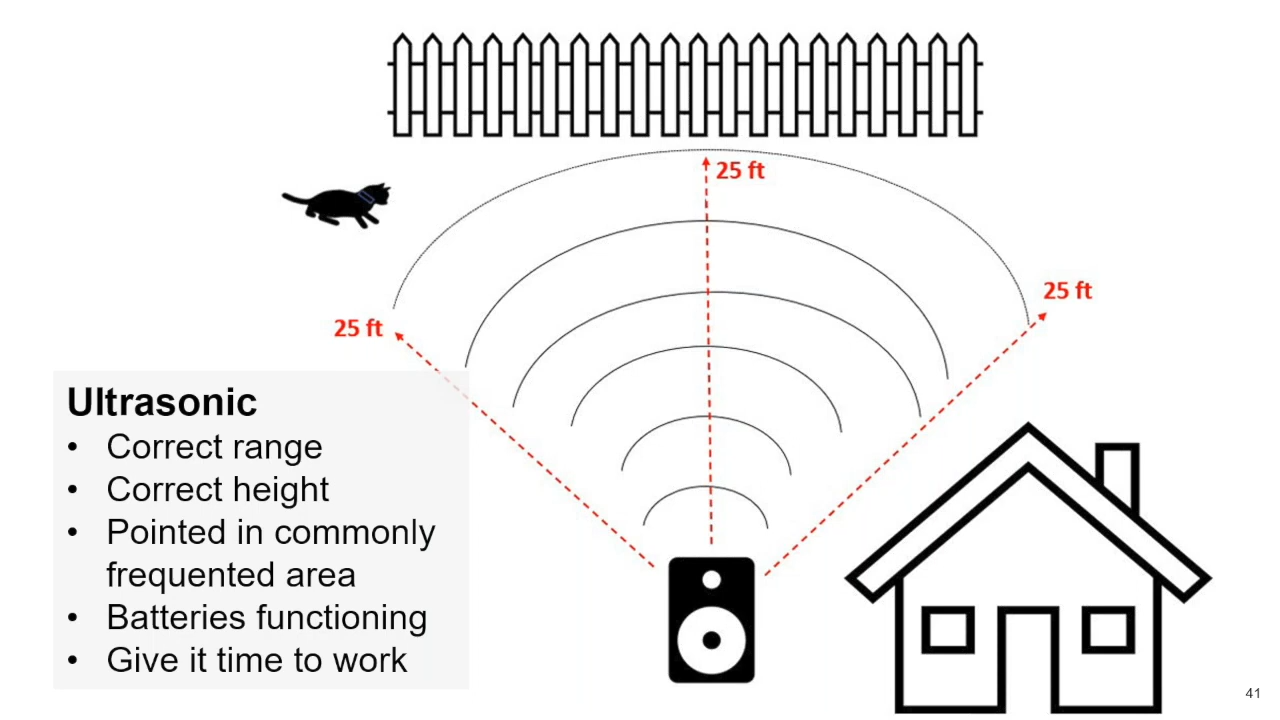 25 ft
25 ft
25 ft
Ultrasonic
• Correct range
• Correct height
• Pointed in commonly
frequented area
• Batteries functioning
• Give it time to work
41